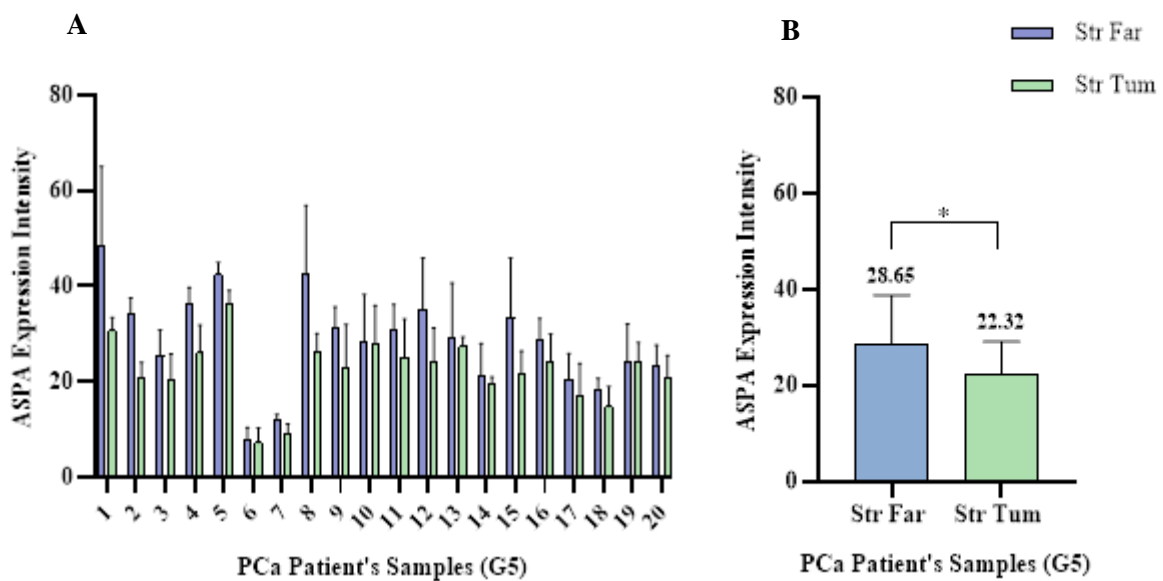 A
80
60
40
20
0
ASPA Expression Intensity
1 2 3 4 5 6 7 8 9 10 11 12 13 14 15 16 17 18 19 20
PCa Patient's Samples (G5)
B
Str Far
Str Tum
80
60
40
20
0
ASPA Expression Intensity
*
28.65
22.32
Str Far Str Tum
PCa Patient's Samples (G5)